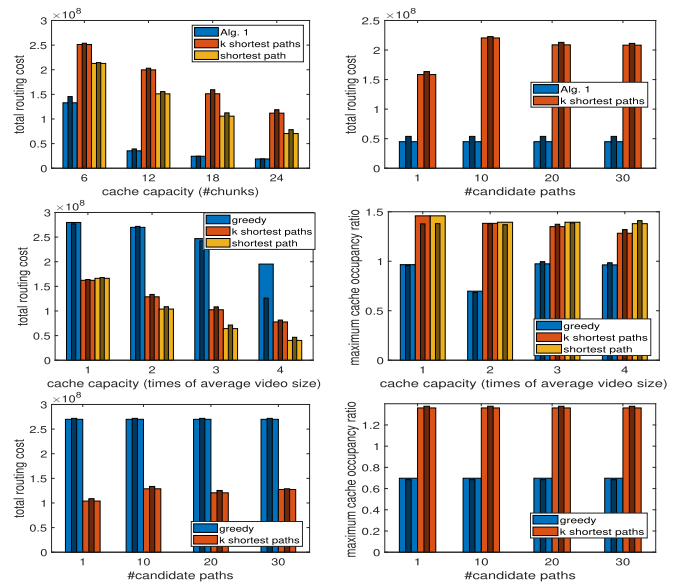 ×10^8
3
2.5
2
1.5
1
0.5
0
total routing cost
Alg. 1
k shortest paths
shortest path
6 12 18 24
cache capacity (#chunks)
×10^8
2.5
2
1.5
1
0.5
0
total routing cost
Alg. 1
k shortest paths
1 10 20 30
#candidate paths
×10^8
3
2.5
2
1.5
1
0.5
0
total routing cost
greedy
k shortest paths
shortest path
1 2 3 4
cache capacity (times of average video size)
1.5
1
0.5
0
maximum cache occupancy ratio
greedy
k shortest paths
shortest path
1 2 3 4
cache capacity (times of average video size)
×10^8
3
2.5
2
1.5
1
0.5
0
total routing cost
greedy
k shortest paths
1 10 20 30
#candidate paths
1.2
1
0.8
0.6
0.4
0.2
0
maximum cache occupancy ratio
greedy
k shortest paths
1 10 20 30
#candidate paths